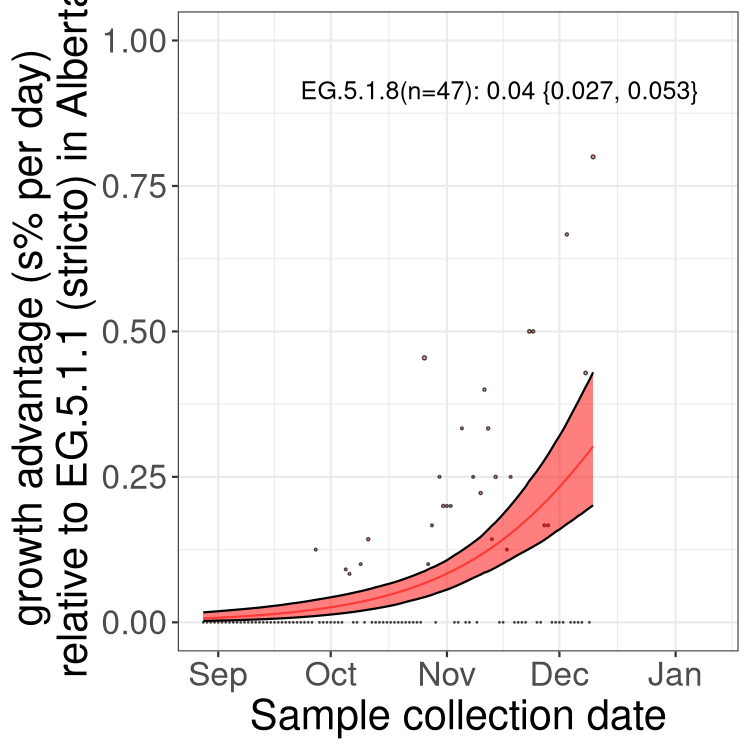 growth advantage (s% per day)
relative to EG.5.1.1 (stricto) in Alberta
1.00
0.75
0.50
0.25
0.00
EG.5.1.8(n=47): 0.04 {0.027, 0.053}
Sep Oct Nov Dec Jan
Sample collection date